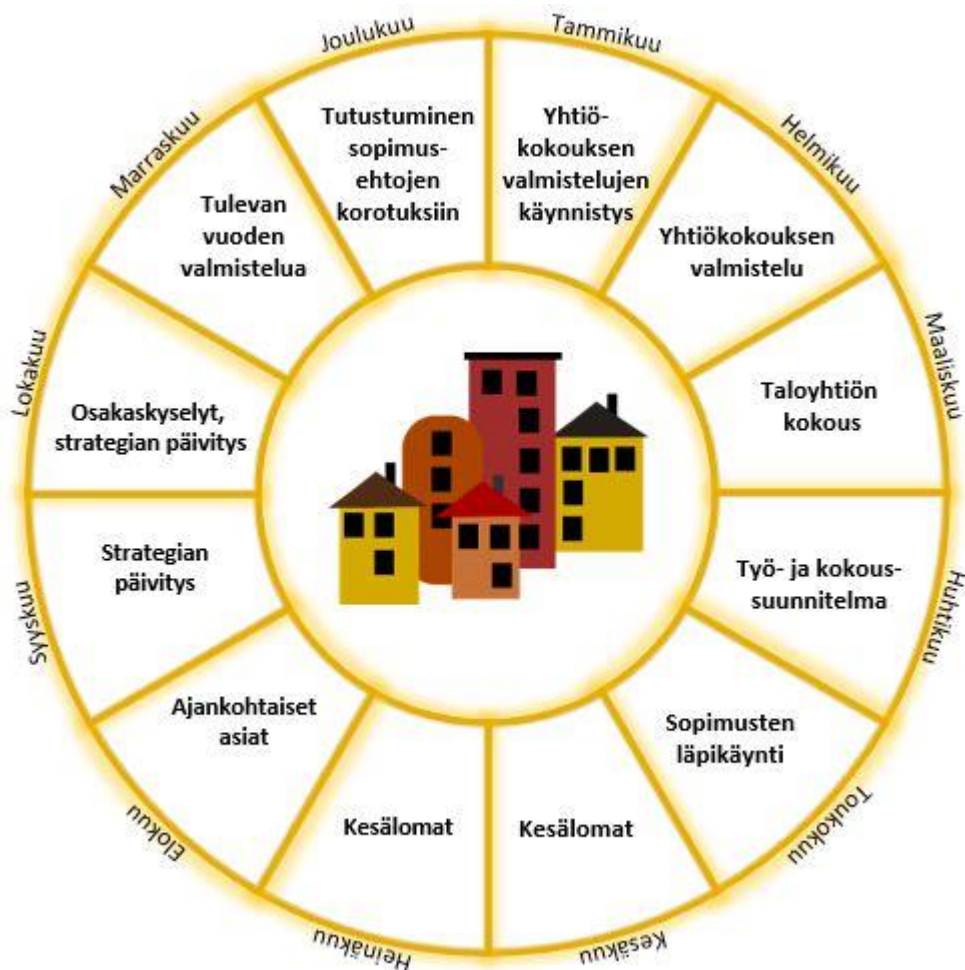 Tammikuu
Yhtiö-
kokouksen
valmistelujen
käynnistys
Helmikuu
Yhtiökokouksen
valmistelu
Maaliskuu
Taloyhtiön
kokous
Huhtikuu
Työ- ja kokous-
suunnitelma
Toukokuu
Sopimusten
läpikäynti
Kesäkuu
Kesälomat
Heinäkuu
Kesälomat
Elokuu
Ajankohtaiset
asiat
Syyskuu
Strategian
päivitys
Lokakuu
Osakaskyselyt,
strategian päivitys
Marraskuu
Tulevan
vuoden
valmistelua
Joulukuu
Tutustuminen
sopimus-
ehtojen
korotuksiin